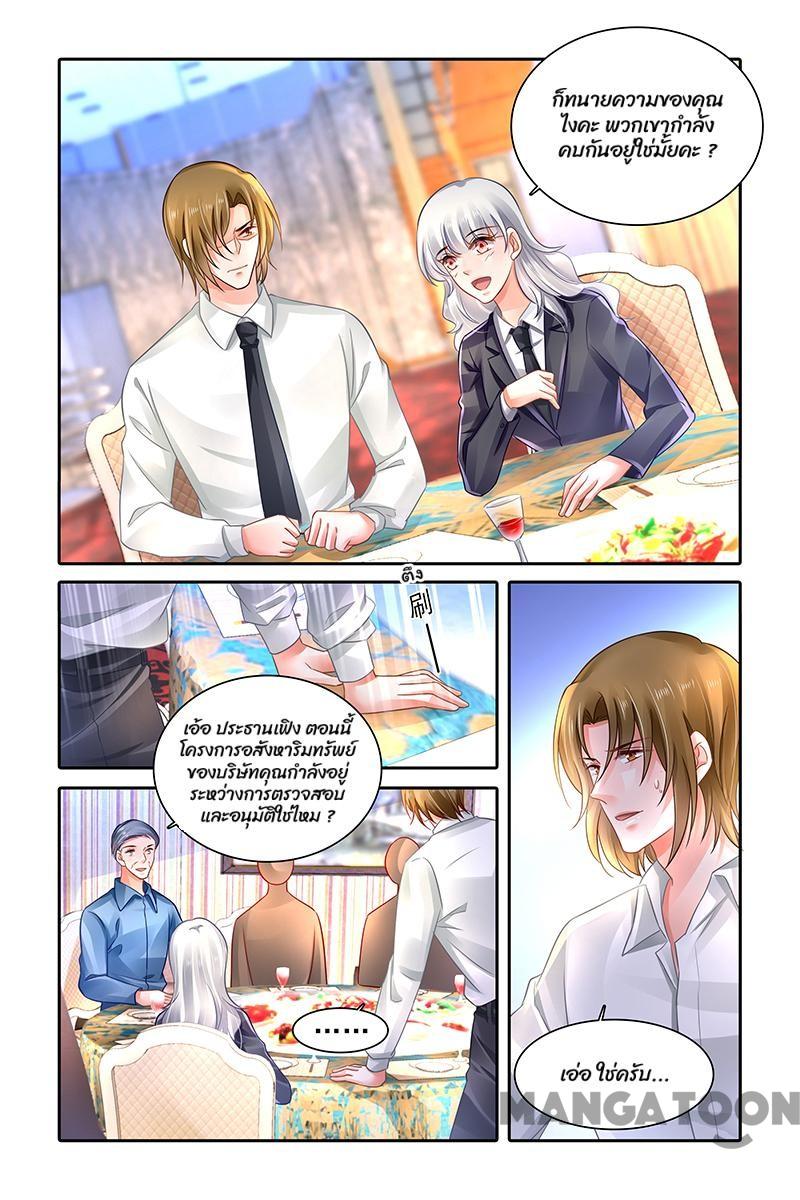 ก็ทนายความของคุณ
ไงคะ พวกเขากำลัง
คบกันอยู่ใช่มั้ยคะ ?
ตึง
刷
เอ้อ ประธานเฟิง ตอนนี้
โครงการอสังหาริมทรัพย์
ของบริษัทคุณกำลังอยู่
ระหว่างการตรวจสอบ
และอนุมัติใช่ไหม ?
......
เอ่อ ใช่ครับ...
MANGATOON